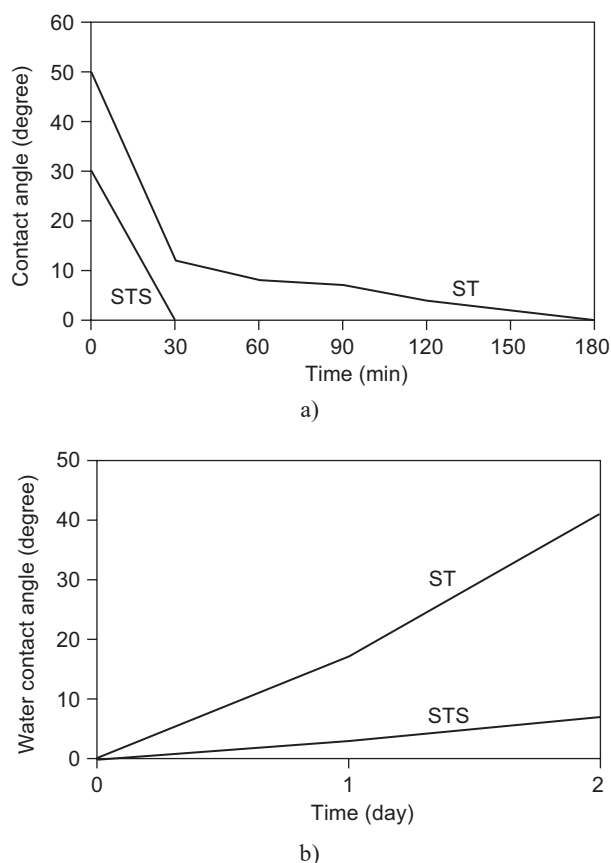 60
50
40
30
20
10
0
Contact angle (degree)
STS
ST
0 30 60 90 120 150 180
Time (min)
a)
50
40
30
20
10
0
Water contact angle (degree)
ST
STS
0 1 2
Time (day)
b)